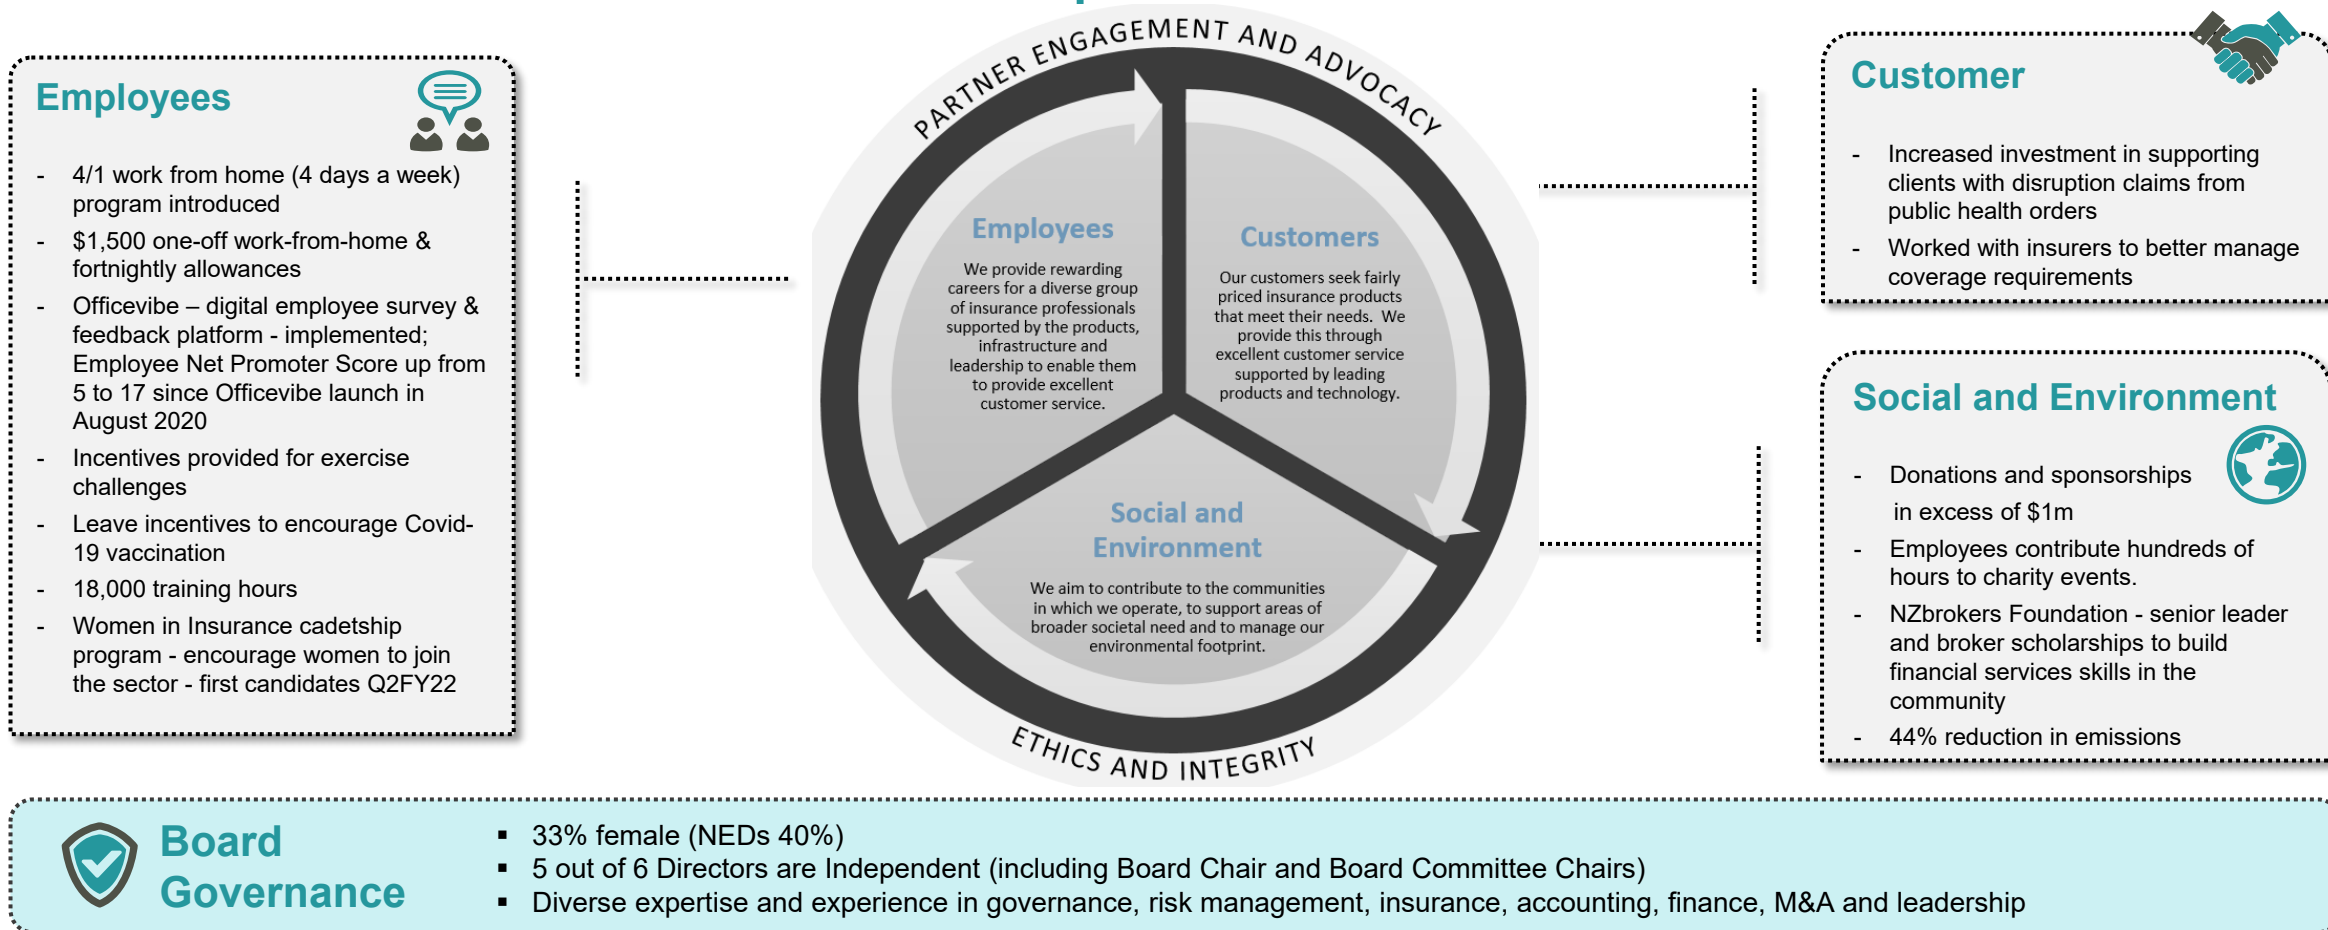 Employees
- 4/1 work from home (4 days a week)
program introduced
- $1,500 one-off work-from-home &
fortnightly allowances
- Officevibe – digital employee survey &
feedback platform - implemented;
Employee Net Promoter Score up from
5 to 17 since Officevibe launch in
August 2020
- Incentives provided for exercise
challenges
- Leave incentives to encourage Covid-
19 vaccination
- 18,000 training hours
- Women in Insurance cadetship
program - encourage women to join
the sector - first candidates Q2FY22
PARTNER ENGAGEMENT AND ADVOCACY
Employees
We provide rewarding
careers for a diverse group
of insurance professionals
supported by the products,
infrastructure and
leadership to enable them
to provide excellent
customer service.
Customers
Our customers seek fairly
priced insurance products
that meet their needs. We
provide this through
excellent customer service
supported by leading
products and technology.
Social and
Environment
We aim to contribute to the communities
in which we operate, to support areas of
broader societal need and to manage our
environmental footprint.
ETHICS AND INTEGRITY
Customer
- Increased investment in supporting
clients with disruption claims from
public health orders
- Worked with insurers to better manage
coverage requirements
Social and Environment
- Donations and sponsorships
in excess of $1m
- Employees contribute hundreds of
hours to charity events.
- NZbrokers Foundation - senior leader
and broker scholarships to build
financial services skills in the
community
- 44% reduction in emissions
Board
Governance
▪ 33% female (NEDs 40%)
▪ 5 out of 6 Directors are Independent (including Board Chair and Board Committee Chairs)
▪ Diverse expertise and experience in governance, risk management, insurance, accounting, finance, M&A and leadership